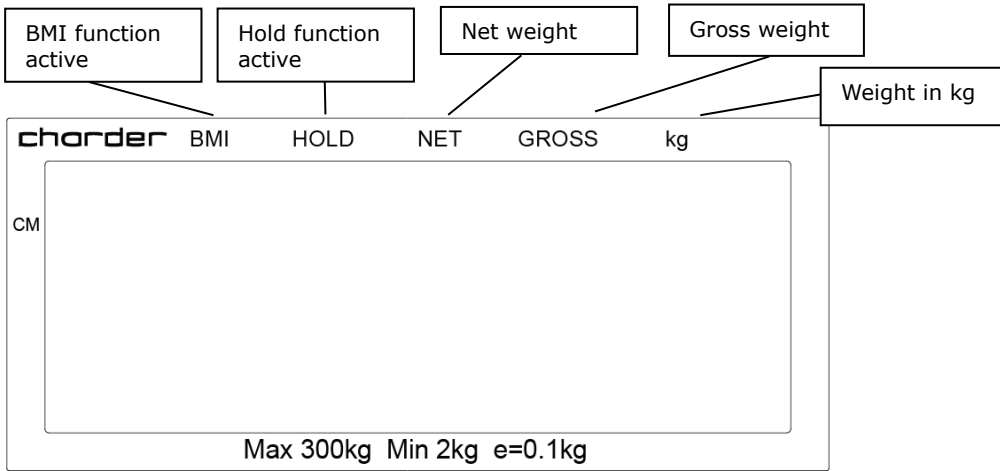 BMI function
active
Hold function
active
Net weight
Gross weight
Weight in kg
charder BMI HOLD NET GROSS kg
CM
Max 300kg Min 2kg e=0.1kg